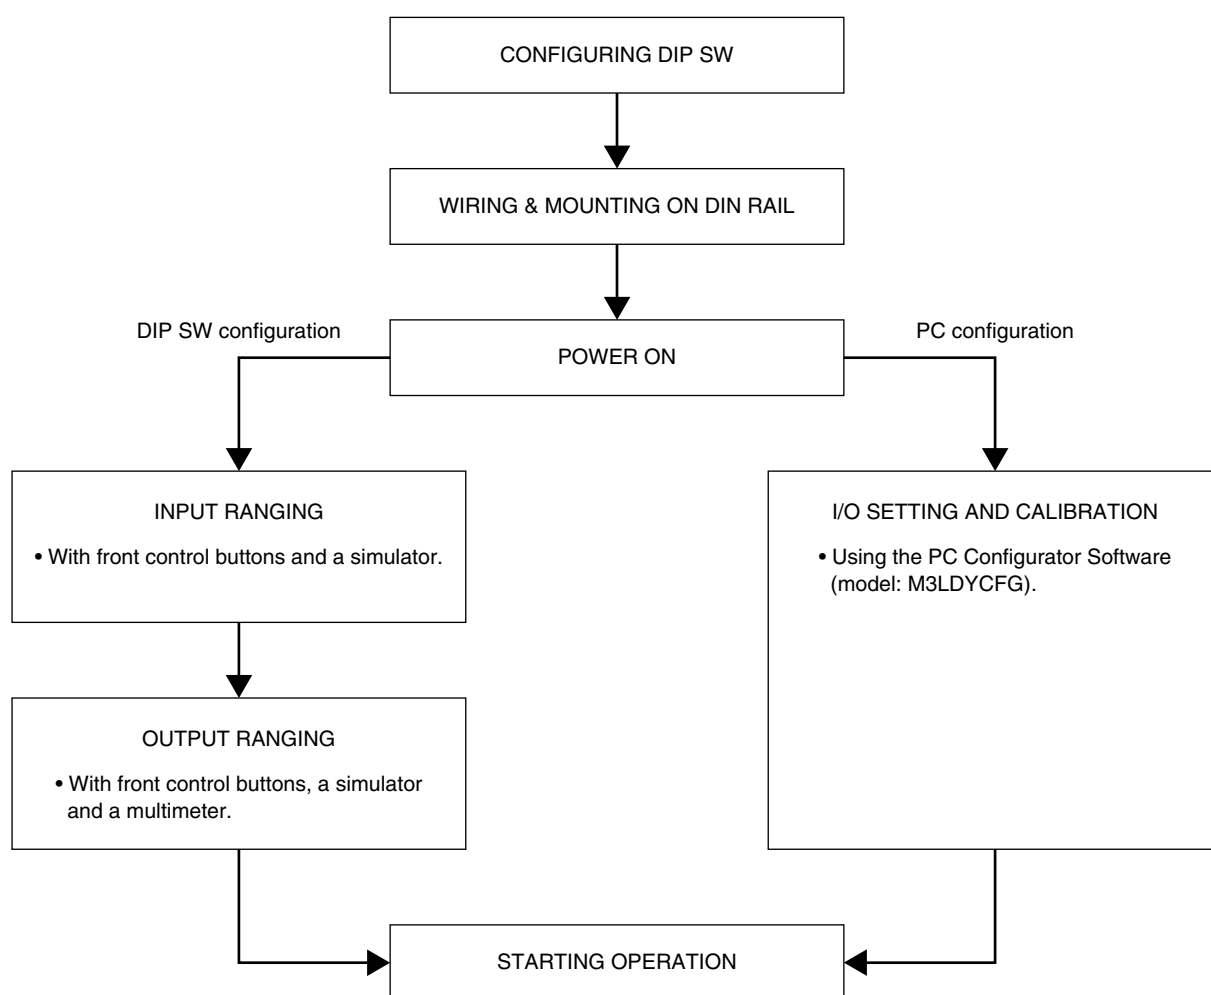 CONFIGURING DIP SW
WIRING & MOUNTING ON DIN RAIL
DIP SW configuration
PC configuration
POWER ON
INPUT RANGING
• With front control buttons and a simulator.
I/O SETTING AND CALIBRATION
• Using the PC Configurator Software
(model: M3LDYCFG).
OUTPUT RANGING
• With front control buttons, a simulator
and a multimeter.
STARTING OPERATION